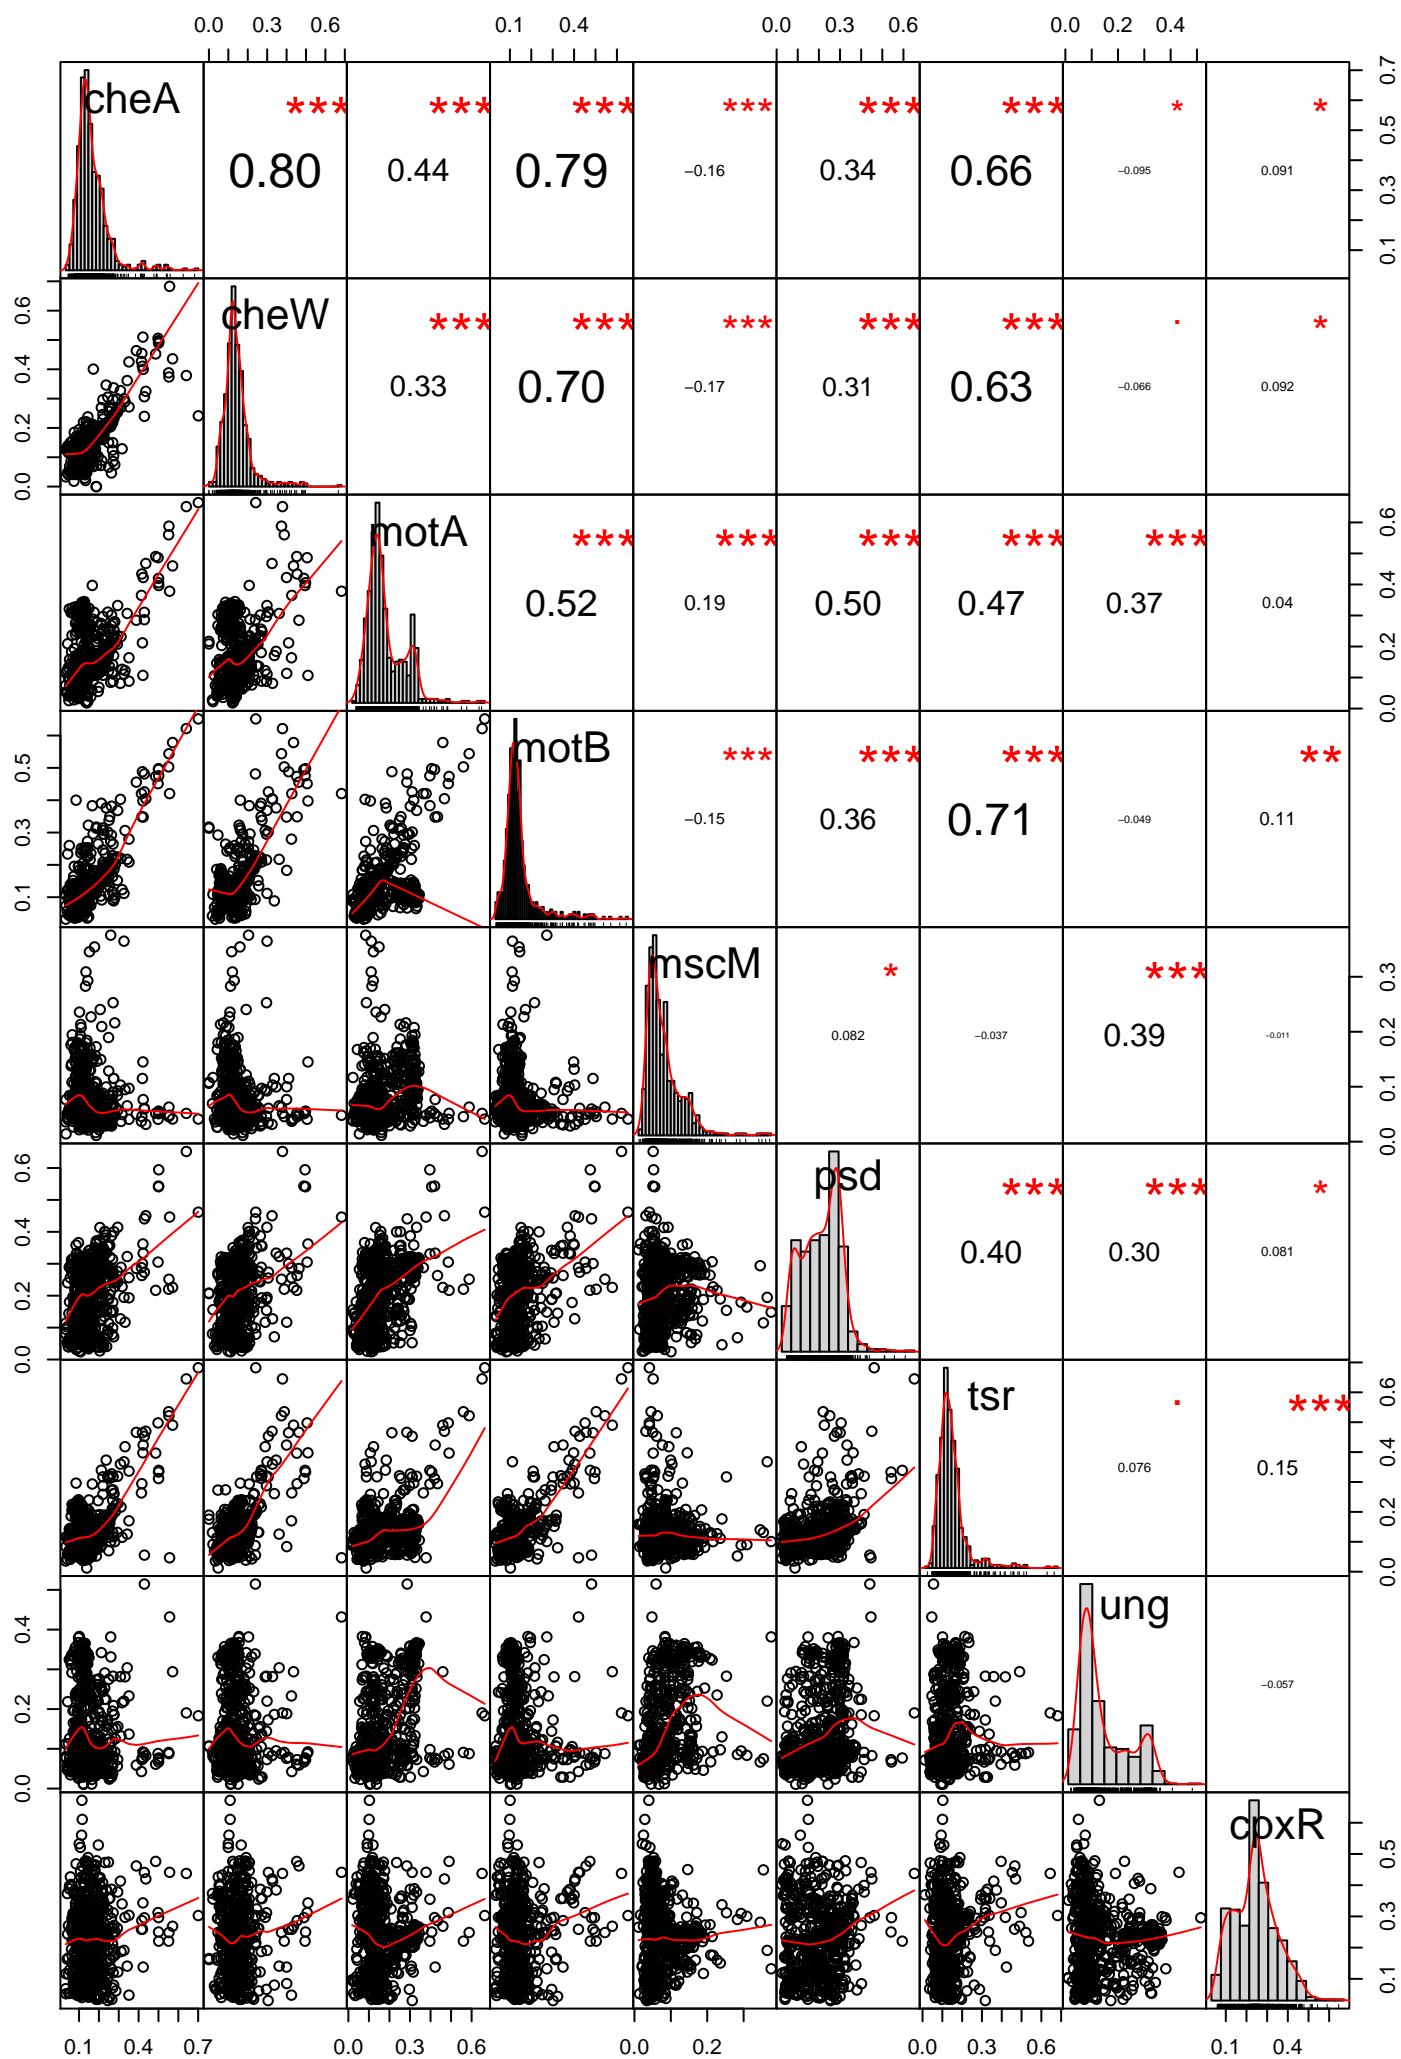 0.0 0.3 0.6 0.1 0.4 0.0 0.3 0.6 0.0 0.2 0.4
cheA *** *** *** *** *** *** * *
0.80 0.44 0.79 −0.16 0.34 0.66 −0.095 0.091
0.1 0.3 0.5 0.7
cheW *** *** *** *** *** . *
0.33 0.70 −0.17 0.31 0.63 −0.066 0.092
0.0 0.2 0.4 0.6
motA *** *** *** *** ***
0.52 0.19 0.50 0.47 0.37 0.04
0.0 0.2 0.4 0.6
motB *** *** *** **
−0.15 0.36 0.71 −0.049 0.11
0.1 0.3 0.5
mscM * ***
0.082 −0.037 0.39 −0.011
0.0 0.1 0.2 0.3
psd *** *** *
0.40 0.30 0.081
0.0 0.2 0.4 0.6
tsr . ***
0.076 0.15
0.0 0.2 0.4 0.6
ung
−0.057
0.0 0.2 0.4
cpxR
0.1 0.3 0.5
0.1 0.4 0.7 0.0 0.3 0.6 0.0 0.2 0.0 0.3 0.6 0.1 0.4